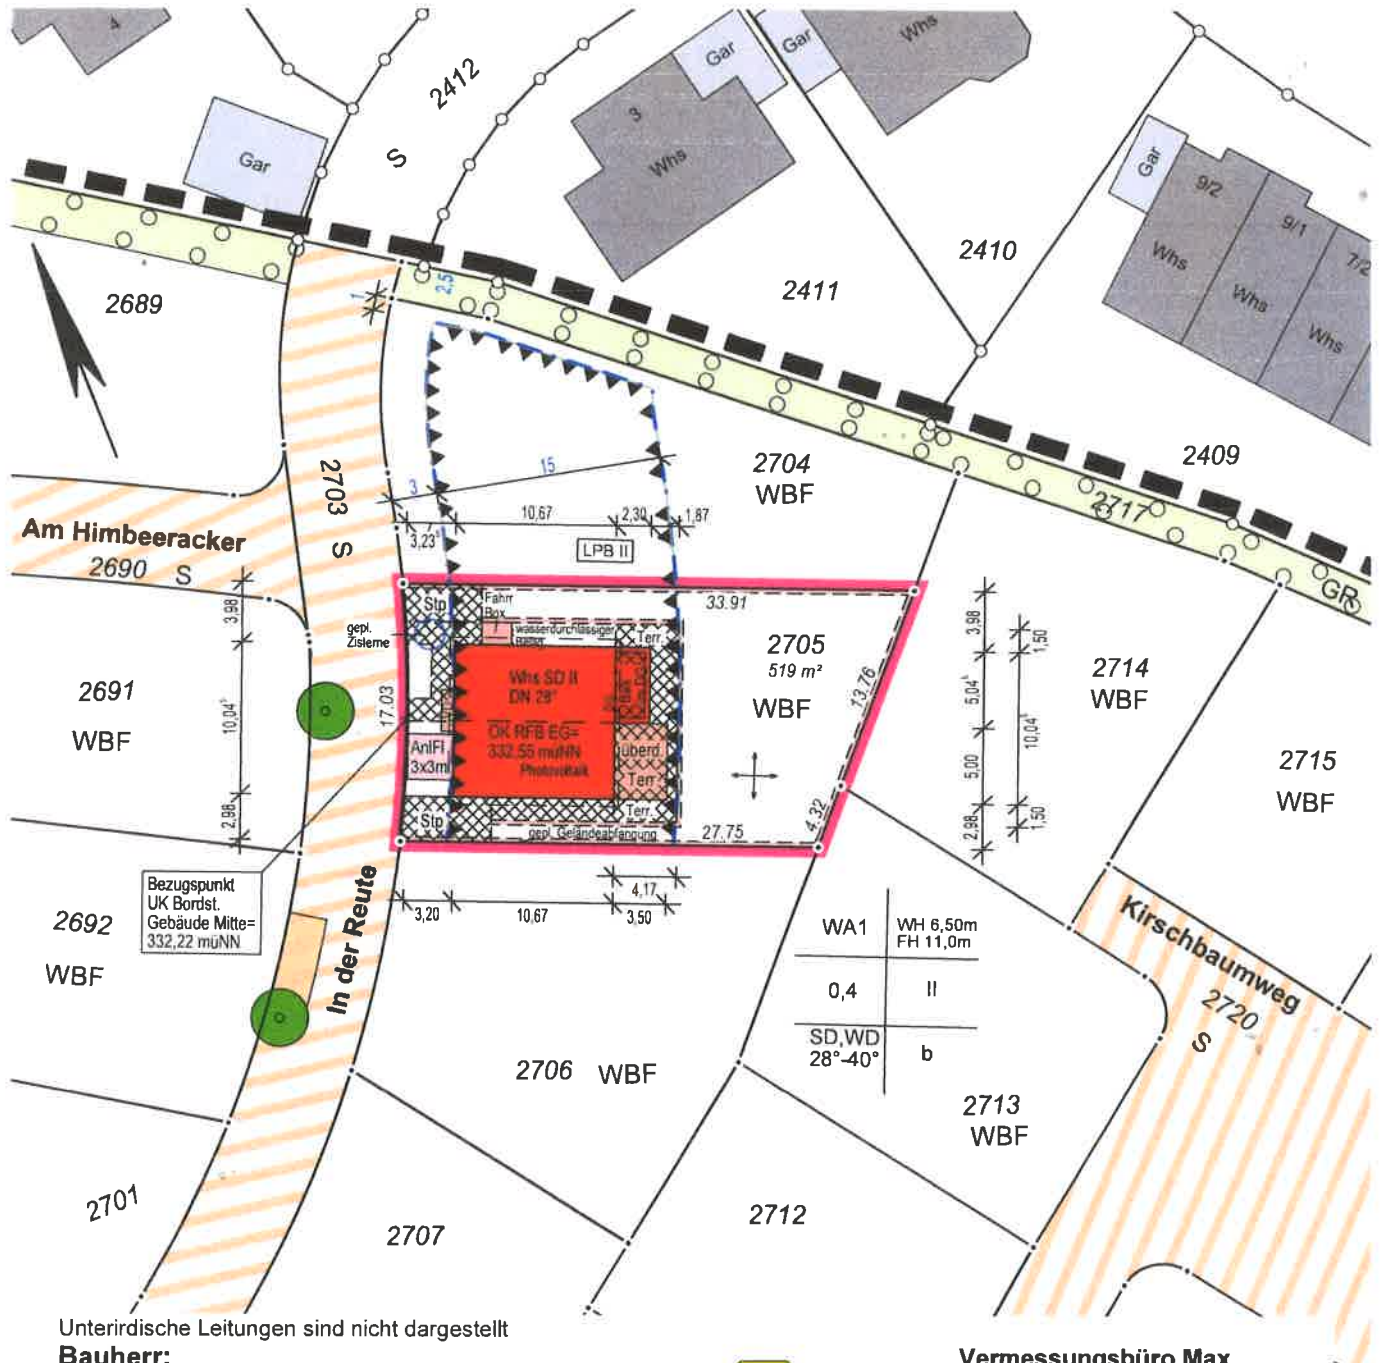 4
2412
S
Gar
3
Whs
Gar
Gar
Whs
Gar
9/2
Whs
9/1
Whs
7/2
Whs
2410
2411
2689
1
2,5
2409
2704
WBF
2717
GR
15
3
10,67
2,30
1,87
3,23⁵
LPB II
2703
S
Am Himbeeracker
2690 S
3,98
10,04⁵
2,98
Stp
Fahrr
Box
wasserdurchlässiger
Terr.
33.91
gepl.
Zisterne
Whs SD II
DN 28°
OK RFB EG=
332,55 müNN
Photovoltaik
überd.
Terr.
AnlFl
3x3m
Stp
Terr.
gepl. Geländeabfangung
17.03
27.75
13.76
4.32
2705
519 m²
WBF
3,98
5,04⁵
5,00
2,98
1,50
10,04⁵
1,50
2714
WBF
2715
WBF
2691
WBF
4,17
3,20
10,67
3,50
Bezugspunkt
UK Bordst.
Gebäude Mitte=
332,22 müNN
2692
WBF
In der Reute
WA1
WH 6,50m
FH 11,0m
0,4
II
SD,WD
28°-40°
b
Kirschbaumweg
2720
S
2706 WBF
2713
WBF
2701
2707
2712
Unterirdische Leitungen sind nicht dargestellt
Bauherr:
Vermessungsbüro Max